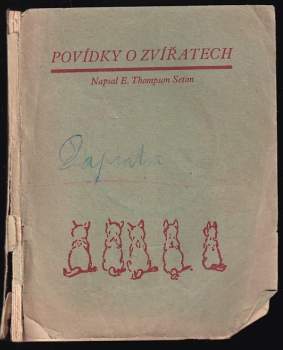 POVÍDKY O ZVÍŘATECH
Napsal E. Thompson Seton